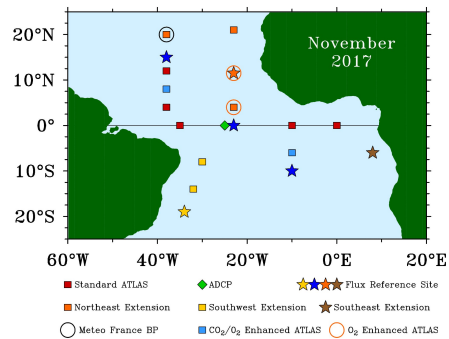 20°N
10°N
0°
10°S
20°S
November
2017
60°W 40°W 20°W 0°E 20°E
Standard ATLAS ADCP Flux Reference Site
Northeast Extension Southwest Extension Southeast Extension
Meteo France BP CO2/O2 Enhanced ATLAS O2 Enhanced ATLAS